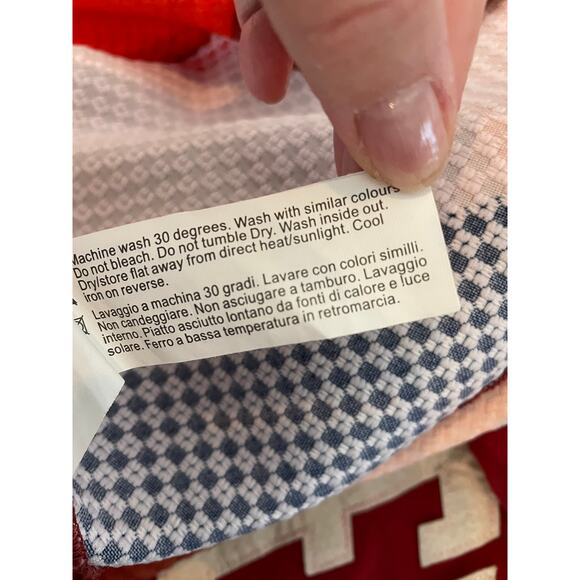 Machine wash 30 degrees. Wash with similar colours
Do not bleach. Do not tumble Dry. Wash inside out.
Dry/store flat away from direct heat/sunlight. Cool
iron on reverse.
Lavaggio a machina 30 gradi. Lavare con colori similli.
Non candeggiare. Non asciugare a tamburo. Lavaggio
interno. Piatto asciutto lontano da fonti di calore e luce
solare. Ferro a bassa temperatura in retromarcia.